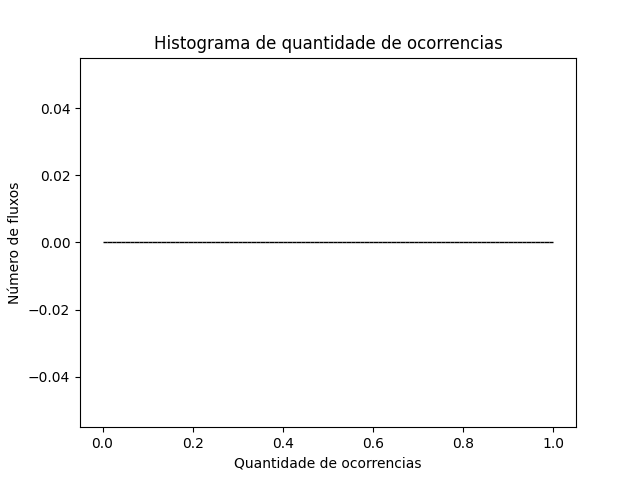 Histograma de quantidade de ocorrencias
0.04
0.02
0.00
−0.02
−0.04
Número de fluxos
0.0 0.2 0.4 0.6 0.8 1.0
Quantidade de ocorrencias